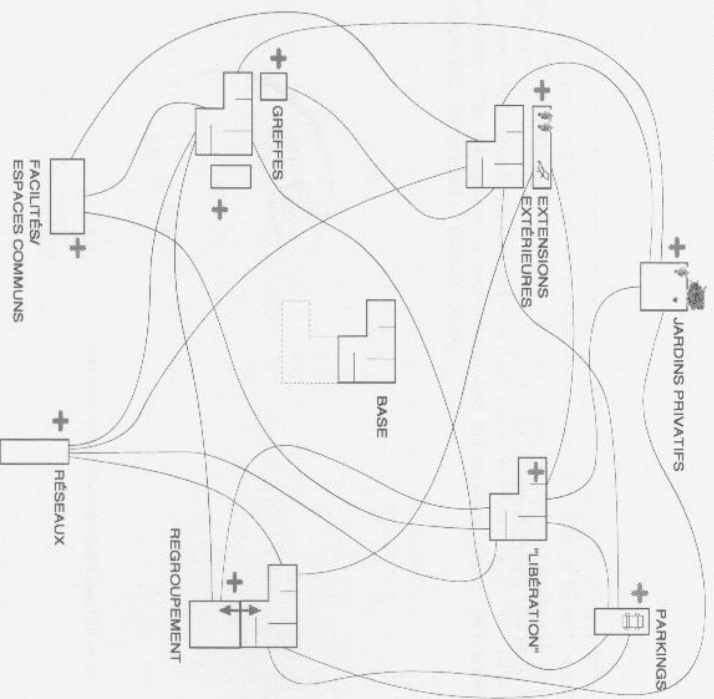 JARDINS PRIVATIFS
PARKINGS
EXTENSIONS
EXTÉRIEURES
"LIBÉRATION"
BASE
GREFFES
REGROUPEMENT
FACILITÉS/
ESPACES COMMUNS
RÉSEAUX